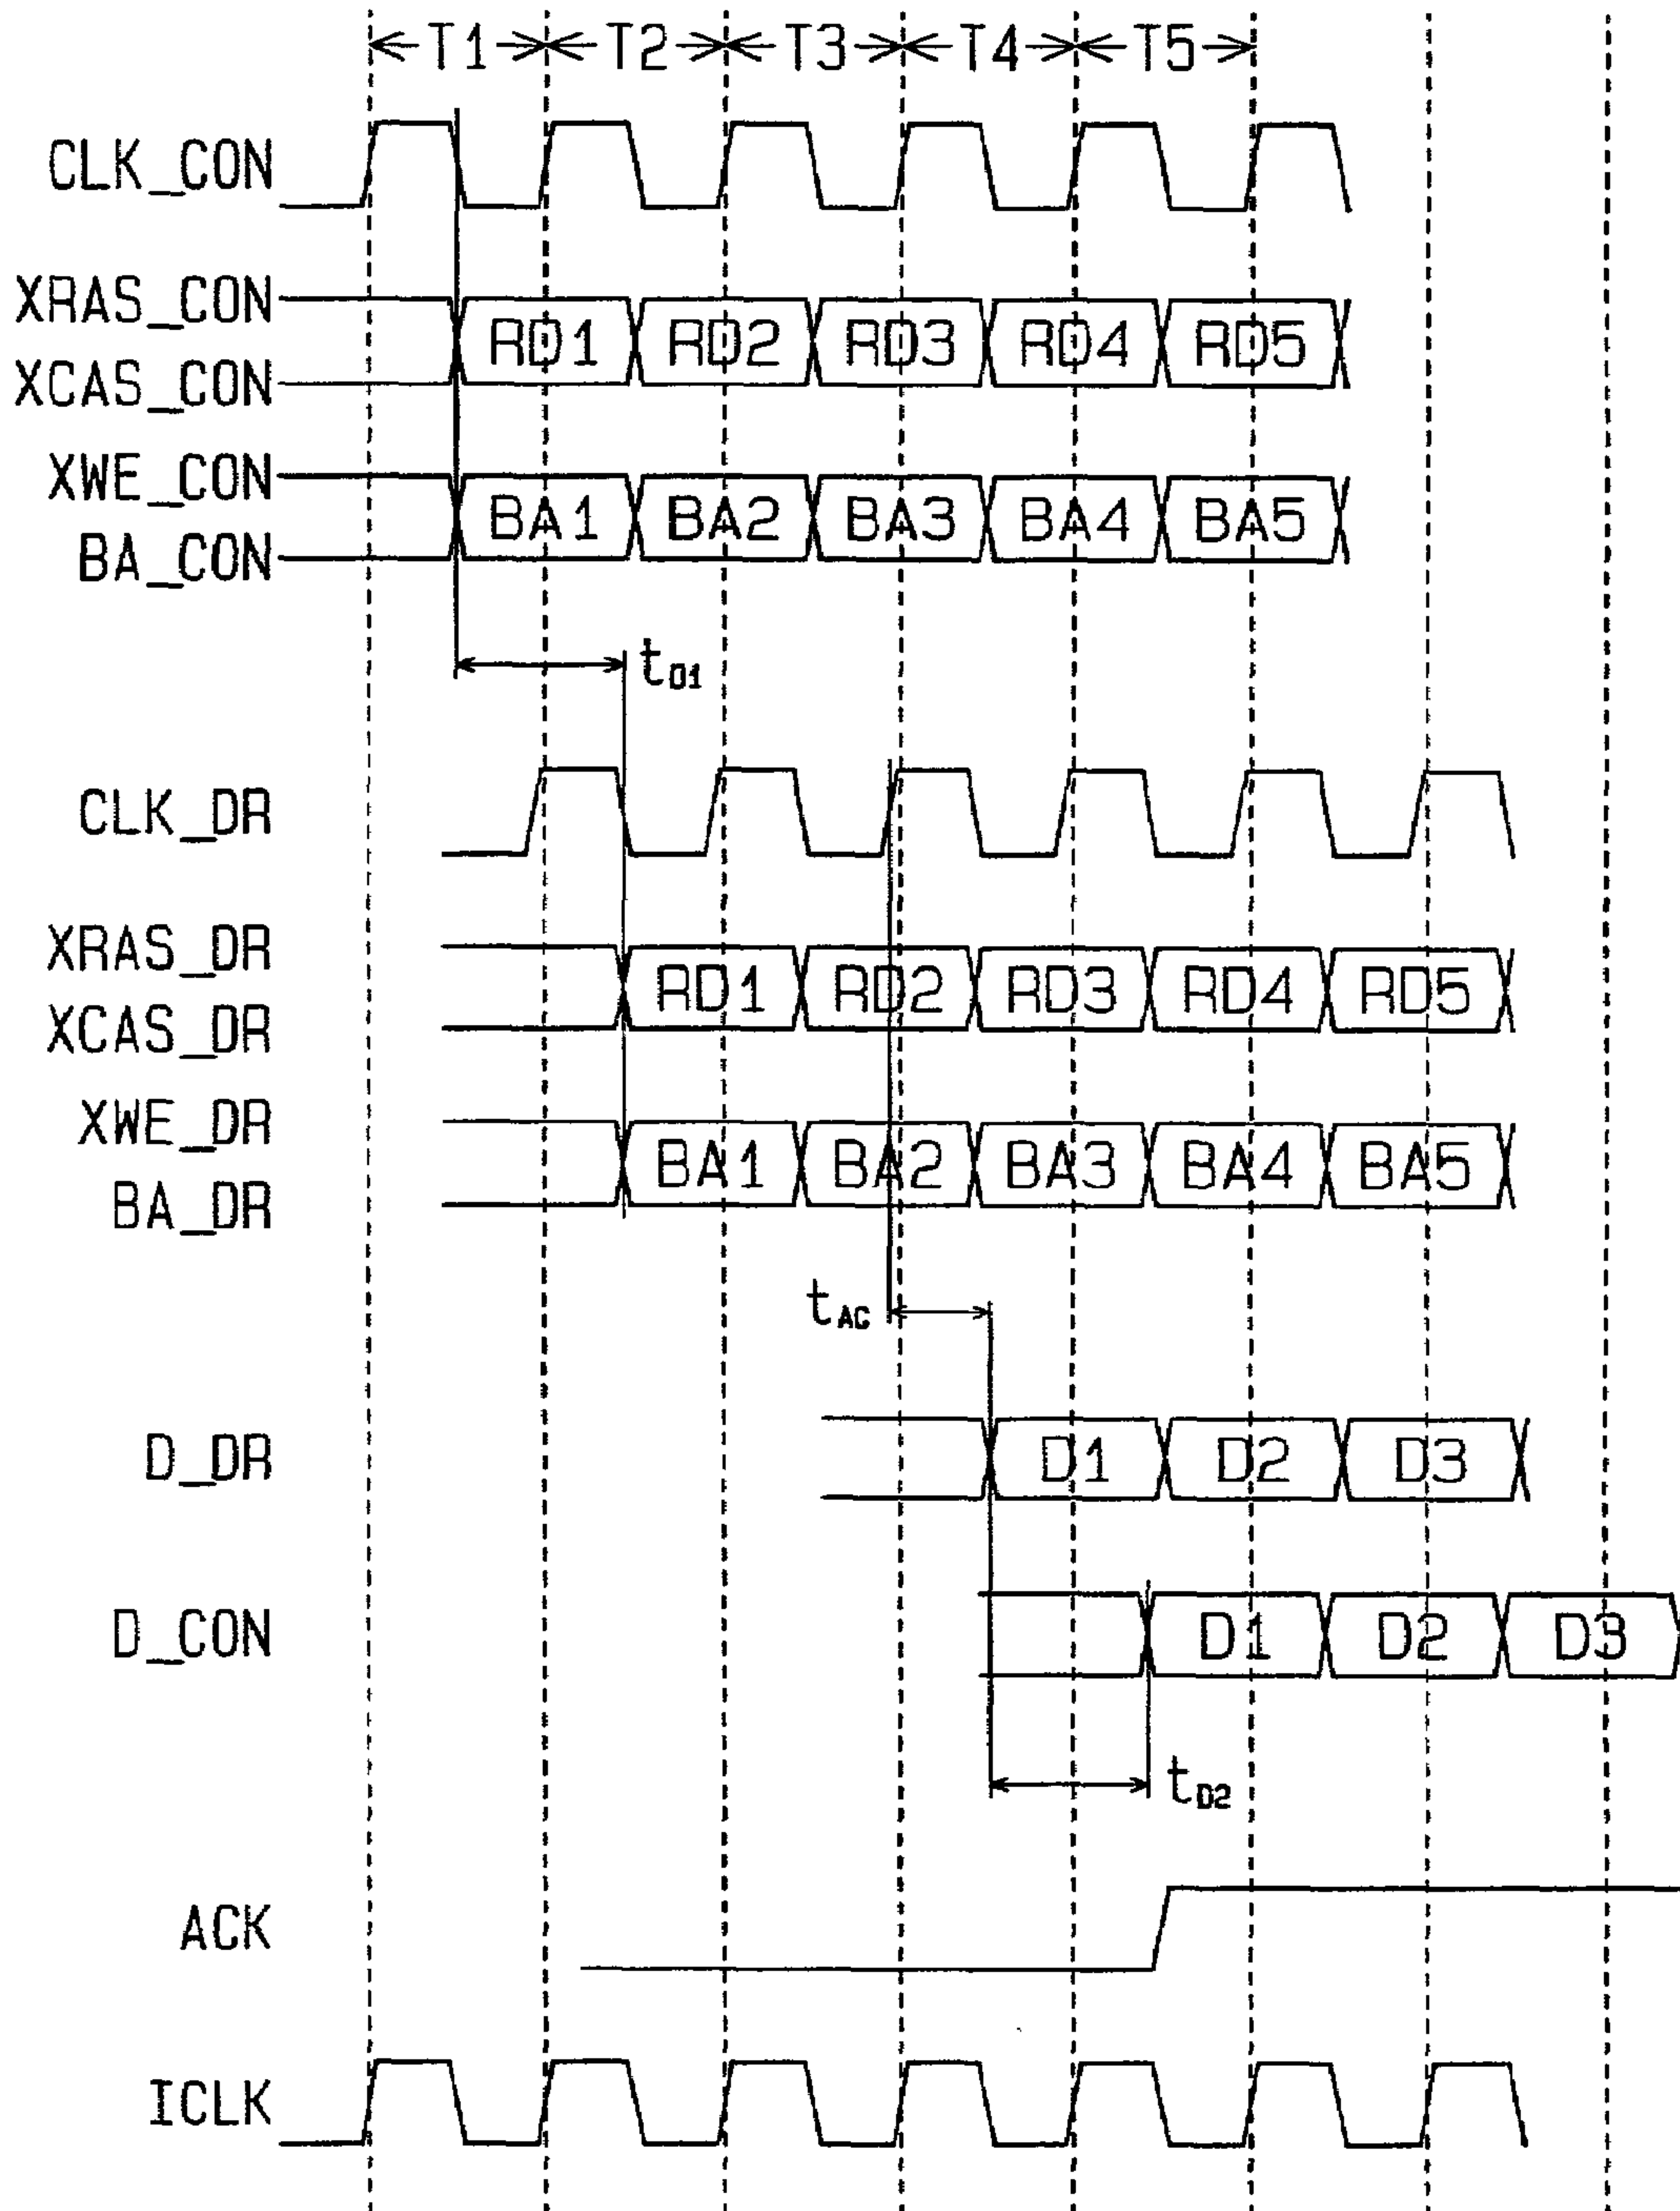 T1 T2 T3 T4 T5
CLK_CON
XRAS_CON
RD1 RD2 RD3 RD4 RD5
XCAS_CON
XWE_CON
BA1 BA2 BA3 BA4 BA5
BA_CON
tD1
CLK_DR
XRAS_DR
RD1 RD2 RD3 RD4 RD5
XCAS_DR
XWE_DR
BA1 BA2 BA3 BA4 BA5
BA_DR
tAC
D_DR D1 D2 D3
D_CON D1 D2 D3
tD2
ACK
ICLK